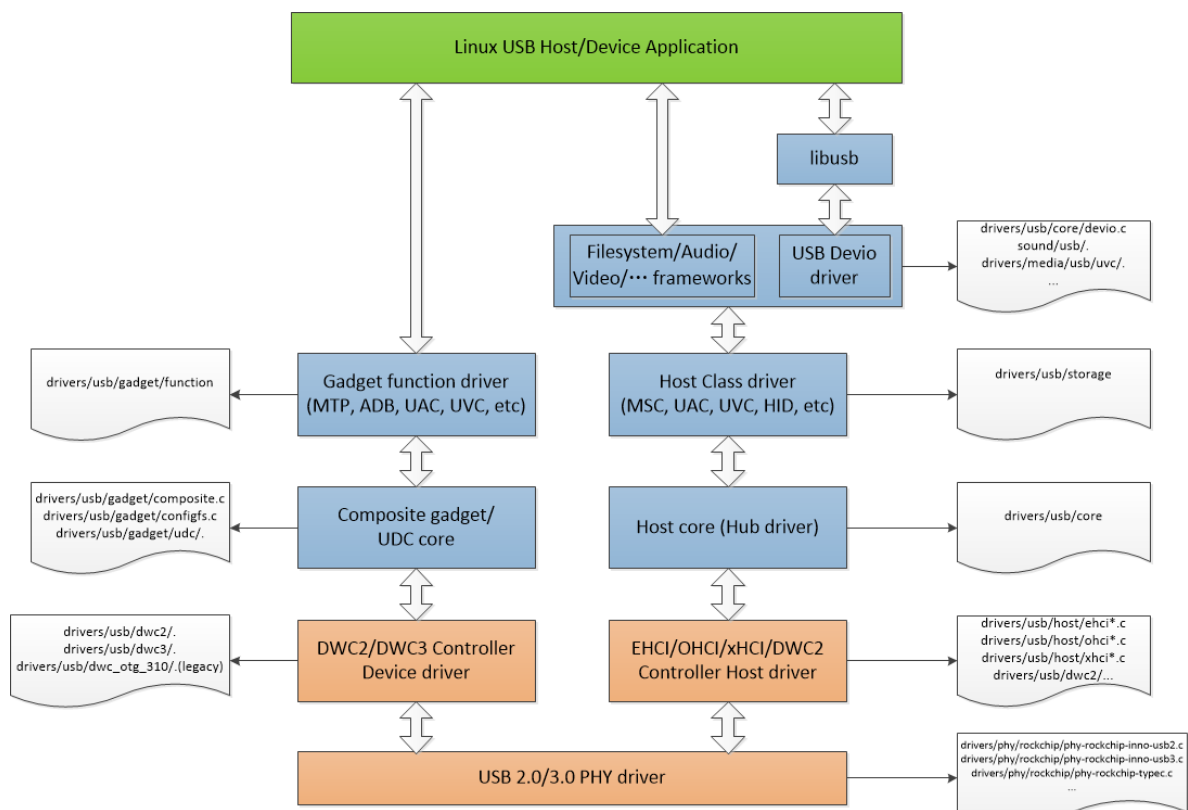 Linux USB Host/Device Application
libusb
Filesystem/Audio/
Video/··· frameworks
USB Devio
driver
drivers/usb/core/devio.c
sound/usb/.
drivers/media/usb/uvc/.
...
drivers/usb/gadget/function
Gadget function driver
(MTP, ADB, UAC, UVC, etc)
Host Class driver
(MSC, UAC, UVC, HID, etc)
drivers/usb/storage
drivers/usb/gadget/composite.c
drivers/usb/gadget/configfs.c
drivers/usb/gadget/udc/.
Composite gadget/
UDC core
Host core (Hub driver)
drivers/usb/core
drivers/usb/dwc2/.
drivers/usb/dwc3/.
drivers/usb/dwc_otg_310/.(legacy)
DWC2/DWC3 Controller
Device driver
EHCI/OHCI/xHCI/DWC2
Controller Host driver
drivers/usb/host/ehci*.c
drivers/usb/host/ohci*.c
drivers/usb/host/xhci*.c
drivers/usb/dwc2/...
USB 2.0/3.0 PHY driver
drivers/phy/rockchip/phy-rockchip-inno-usb2.c
drivers/phy/rockchip/phy-rockchip-inno-usb3.c
drivers/phy/rockchip/phy-rockchip-typec.c
...